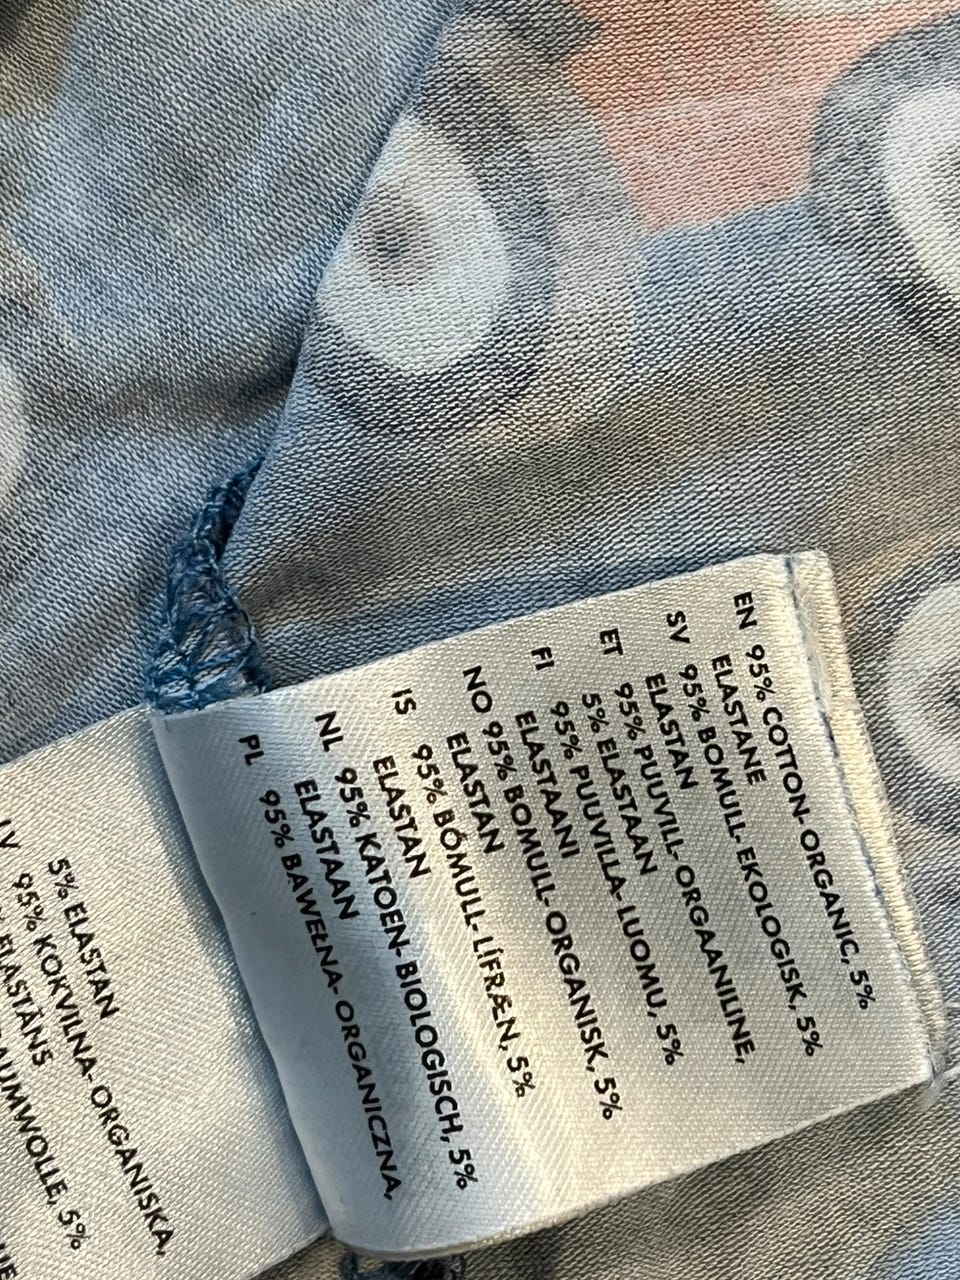 EN 95% COTTON- ORGANIC, 5%
ELASTANE
SV 95% BOMULL- EKOLOGISK, 5%
ELASTAN
ET 95% PUUVILL- ORGAANILINE,
5% ELASTAAN
FI 95% PUUVILLA- LUOMU, 5%
ELASTAANI
NO 95% BOMULL- ORGANISK, 5%
ELASTAN
IS 95% BÓMULL- LÍFRÆN, 5%
ELASTAN
NL 95% KATOEN- BIOLOGISCH, 5%
ELASTAAN
PL 95% BAWEŁNA- ORGANICZNA,
5% ELASTAN
LV 95% KOKVILNA- ORGANISKA,
ELASTĀNS
5%